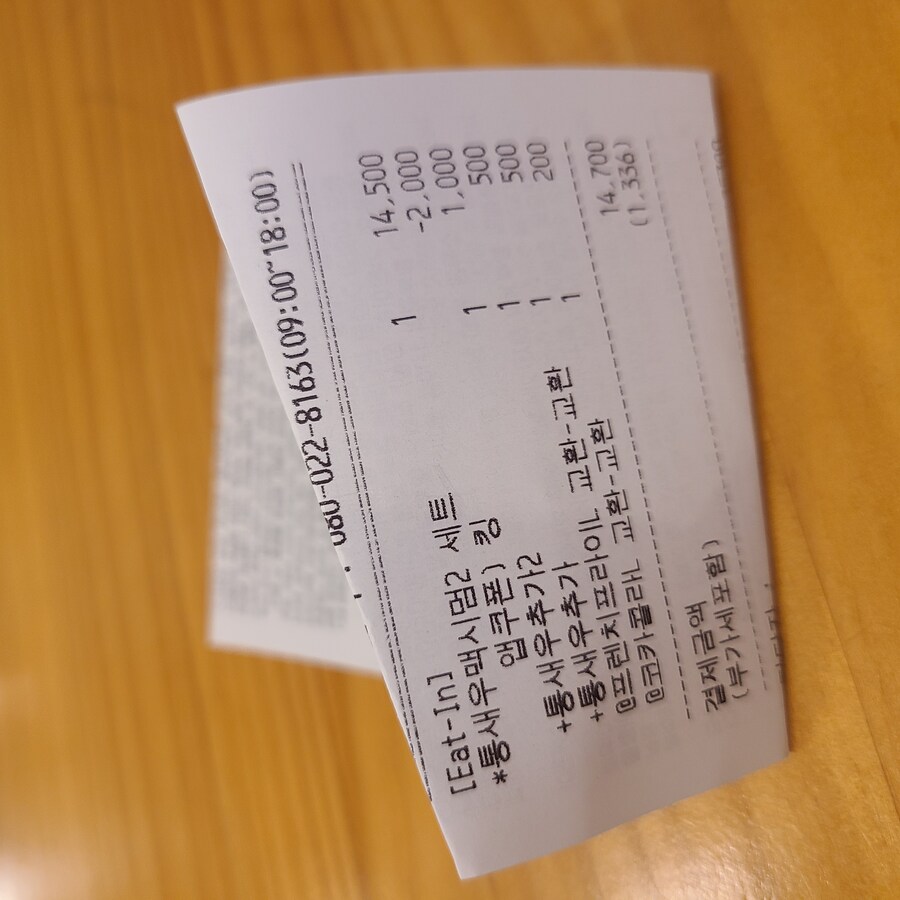 080-022-8163(09:00~18:00)
[Eat-In]
*통새우맥시멈2 세트 1 14,500
앱쿠폰) 킹 -2,000
+통새우추가2 1 1,000
+통새우추가 1 500
@프렌치프라이L 교환-교환 1 500
@코카콜라L 교환-교환 1 200
결제금액 14,700
(부가세포함) (1,336)